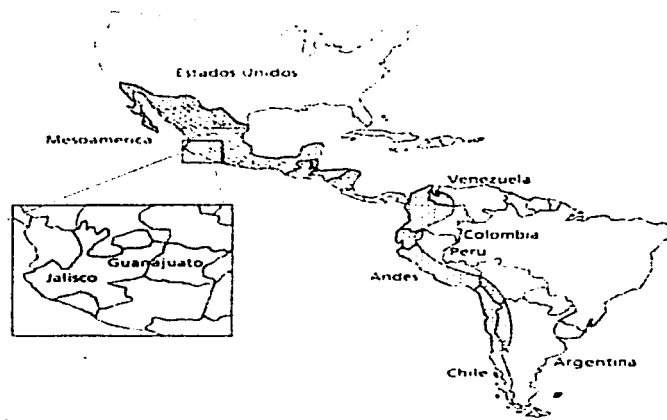 Estados Unidos
Mesoamerica
Venezuela
Colombia
Guanajuato
Peru
Jalisco
Andes
Chile
Argentina